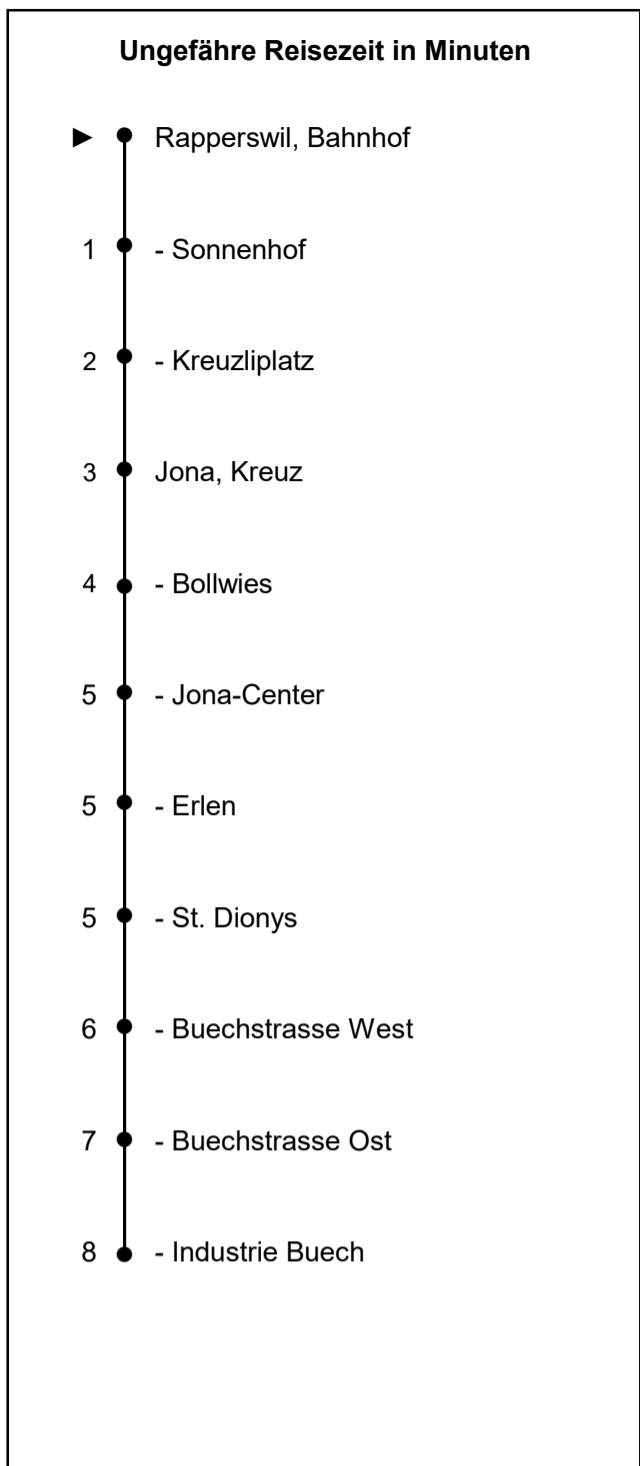 Ungefähre Reisezeit in Minuten
► Rapperswil, Bahnhof
1 - Sonnenhof
2 - Kreuzliplatz
3 Jona, Kreuz
4 - Bollwies
5 - Jona-Center
5 - Erlen
5 - St. Dionys
6 - Buechstrasse West
7 - Buechstrasse Ost
8 - Industrie Buech